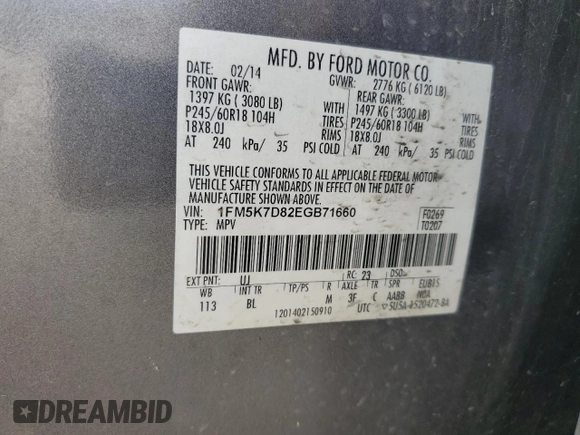 MFD. BY FORD MOTOR CO.
DATE: 02/14 GVWR: 2776 KG ( 6120 LB)
FRONT GAWR: REAR GAWR:
1397 KG ( 3080 LB) 1497 KG ( 3300 LB)
P245/60R18 104H TIRES P245/60R18 104H TIRES
18X8.0J RIMS 18X8.0J RIMS
AT 240 kPa/ 35 PSI COLD AT 240 kPa/ 35 PSI COLD
THIS VEHICLE CONFORMS TO ALL APPLICABLE FEDERAL MOTOR
VEHICLE SAFETY STANDARDS IN EFFECT ON THE DATE OF
MANUFACTURE SHOWN ABOVE.
VIN: 1FM5K7D82EGB71660 F0269
TYPE: MPV T0207
EXT PNT: UJ RC: 23 DSO:
WB INT TR TP/PS R AXLE TR SPR EUB15
113 BL M 3F C AABB
1201402150910 UTC
DREAMBID